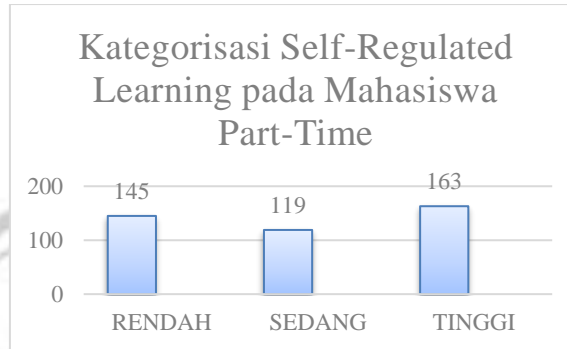 Kategorisasi Self-Regulated
Learning pada Mahasiswa
Part-Time
200
100
0
145
119
163
RENDAH
SEDANG
TINGGI